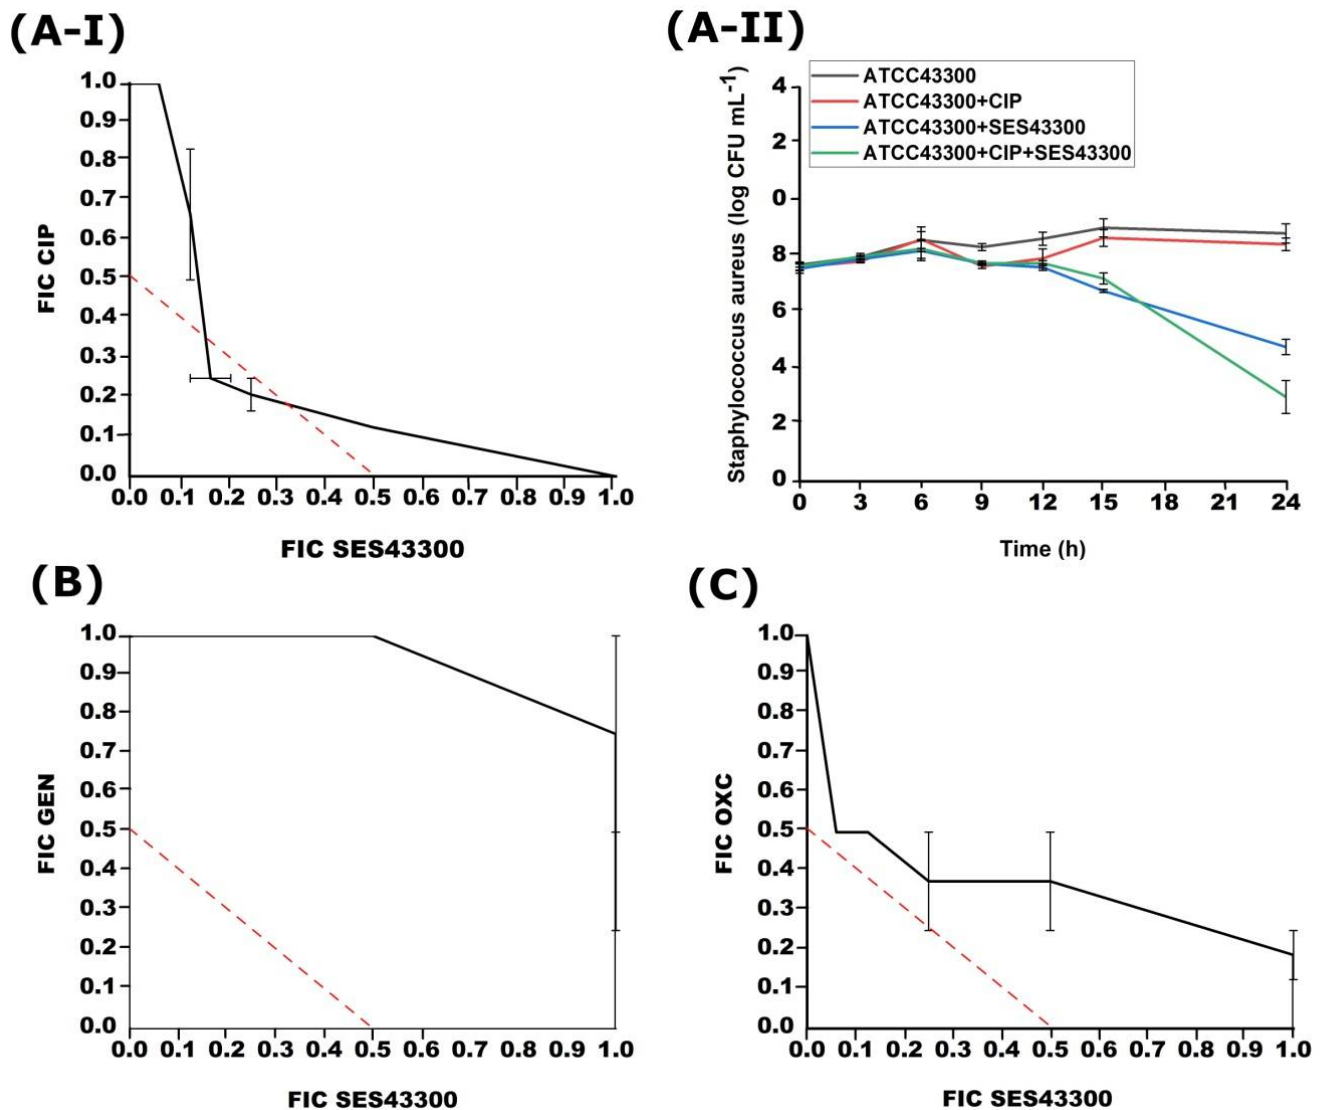 (A-I)
1.0
0.9
0.8
0.7
0.6
0.5
0.4
0.3
0.2
0.1
0.0
FIC CIP
0.0 0.1 0.2 0.3 0.4 0.5 0.6 0.7 0.8 0.9 1.0
FIC SES43300
(A-II)
4
2
0
8
6
4
2
0
Staphylococcus aureus (log CFU mL-1)
ATCC43300
ATCC43300+CIP
ATCC43300+SES43300
ATCC43300+CIP+SES43300
0 3 6 9 12 15 18 21 24
Time (h)
(B)
1.0
0.9
0.8
0.7
0.6
0.5
0.4
0.3
0.2
0.1
0.0
FIC GEN
0.0 0.1 0.2 0.3 0.4 0.5 0.6 0.7 0.8 0.9 1.0
FIC SES43300
(C)
1.0
0.9
0.8
0.7
0.6
0.5
0.4
0.3
0.2
0.1
0.0
FIC OXC
0.0 0.1 0.2 0.3 0.4 0.5 0.6 0.7 0.8 0.9 1.0
FIC SES43300